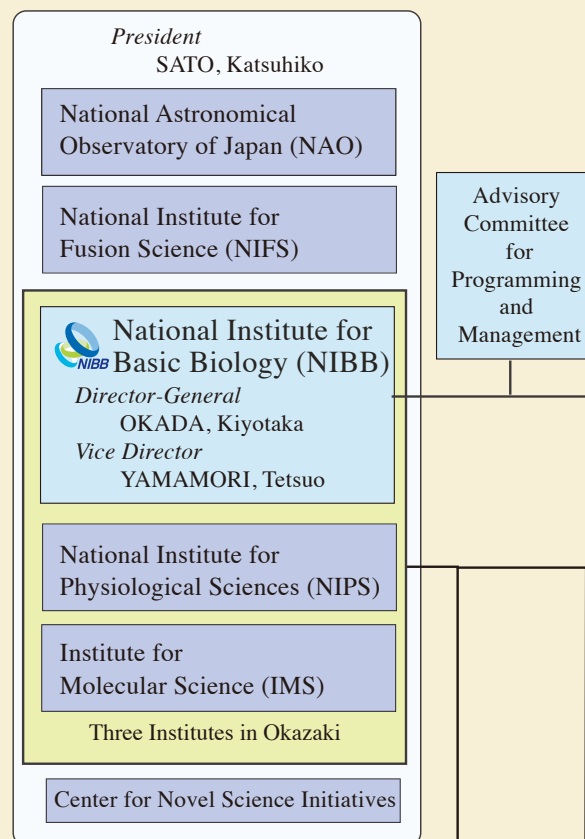 President
SATO, Katsuhiko
National Astronomical
Observatory of Japan (NAO)
National Institute for
Fusion Science (NIFS)
Advisory
Committee
for
Programming
and
Management
NIBB
National Institute for
Basic Biology (NIBB)
Director-General
OKADA, Kiyotaka
Vice Director
YAMAMORI, Tetsuo
National Institute for
Physiological Sciences (NIPS)
Institute for
Molecular Science (IMS)
Three Institutes in Okazaki
Center for Novel Science Initiatives